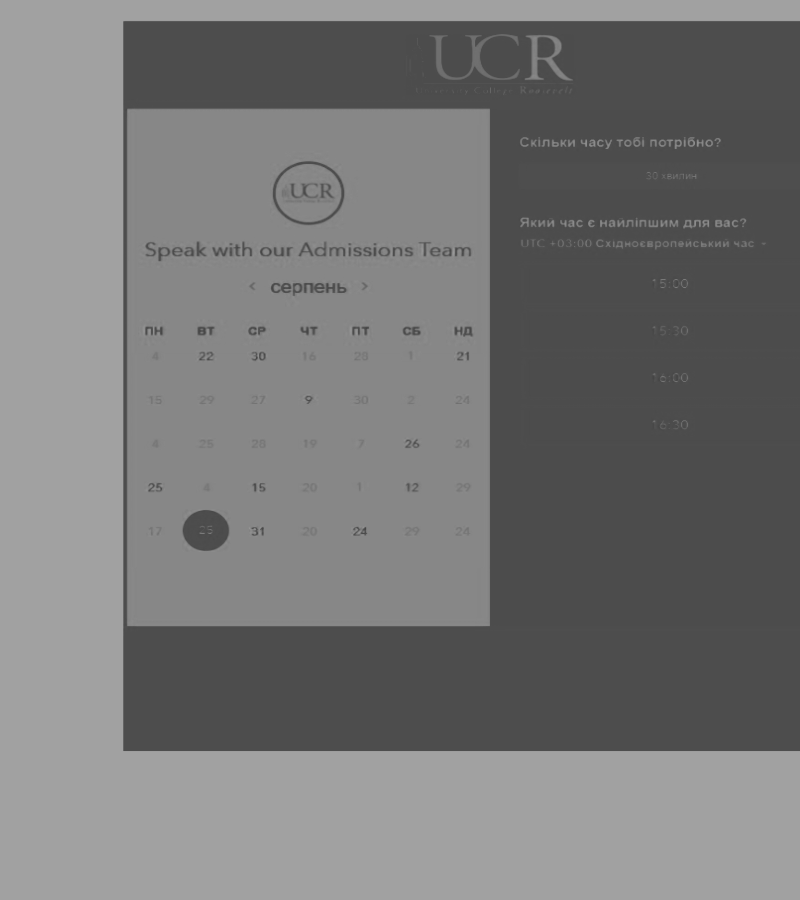 UCR
University College Roosevelt
UCR
Speak with our Admissions Team
‹ серпень ›
ПН ВТ СР ЧТ ПТ СБ НД
4 22 30 16 28 1 21
15 29 27 9 30 2 24
4 25 28 19 7 26 24
25 4 15 20 1 12 29
17 25 31 20 24 29 24
Скільки часу тобі потрібно?
30 хвилин
Який час є найліпшим для вас?
UTC +03:00 Східноєвропейський час
15:00
15:30
16:00
16:30